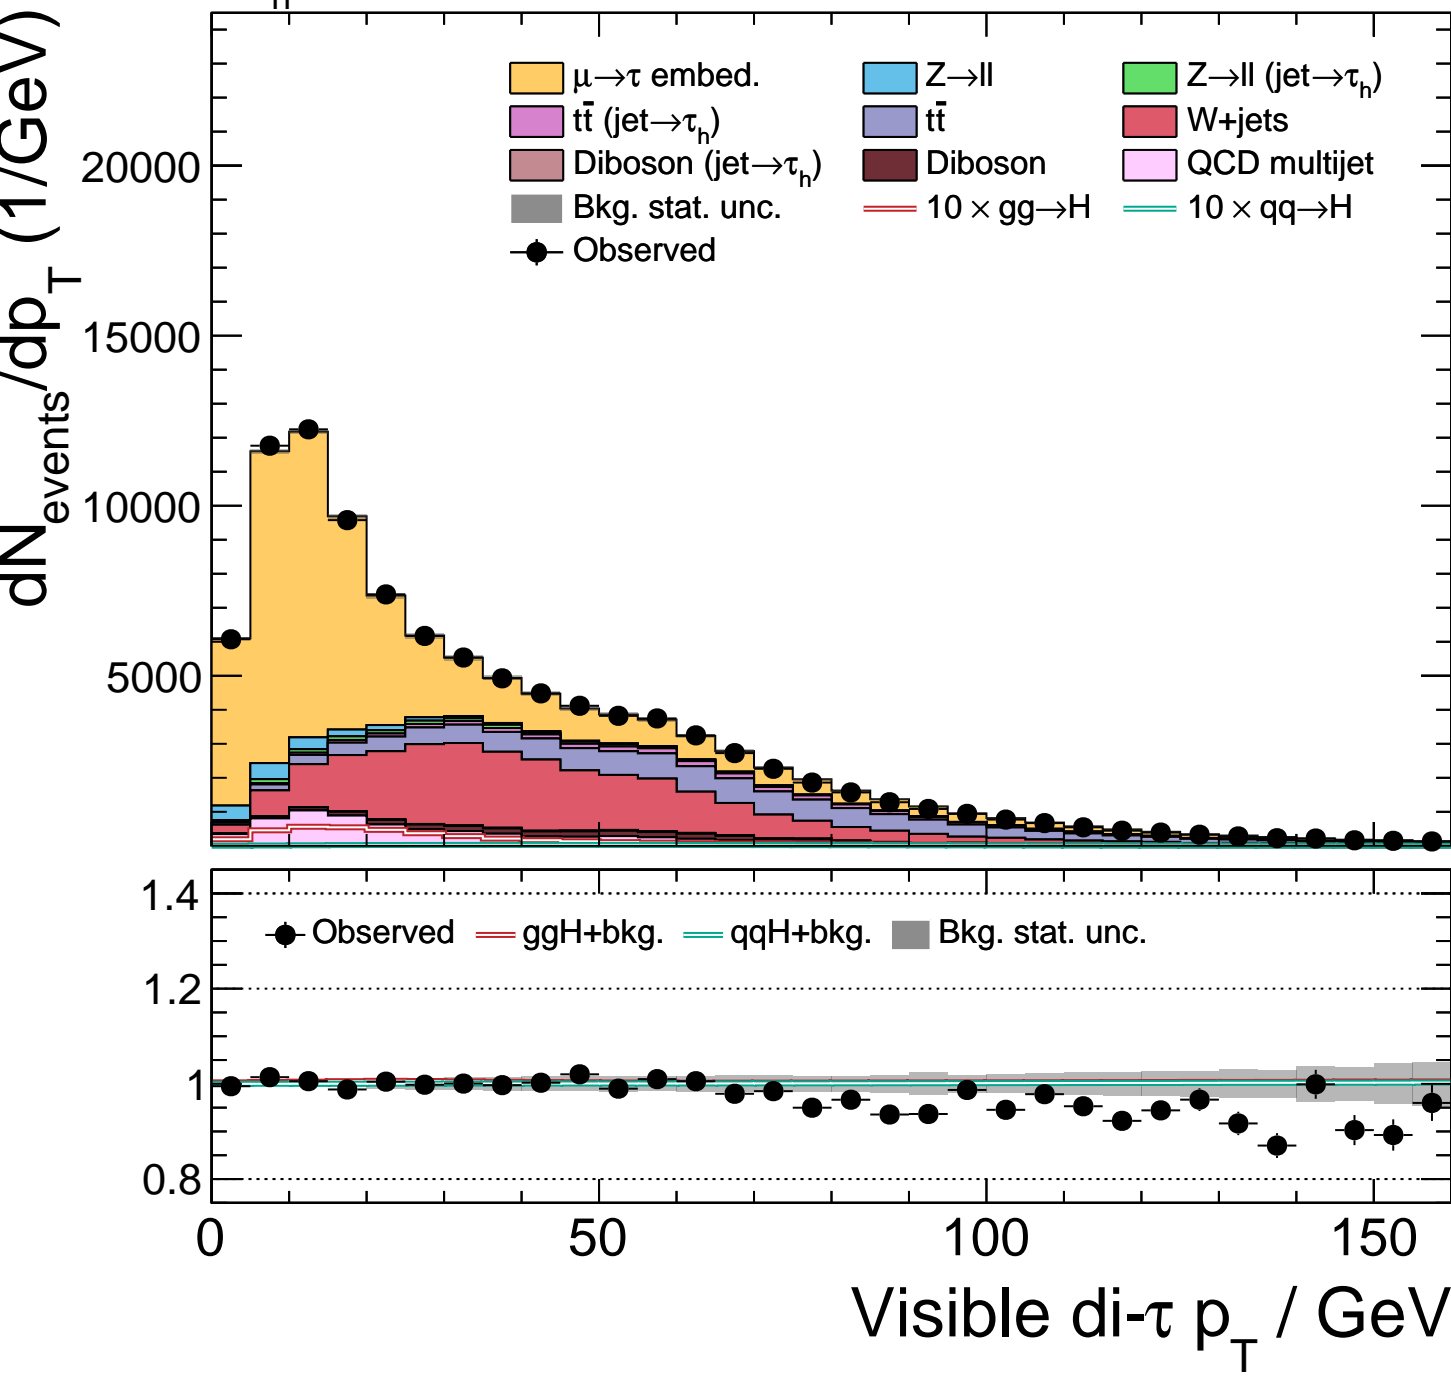 h
dN_events/dp_T (1/GeV)
μ→τ embed. Z→ll Z→ll (jet→τ_h)
tt̄ (jet→τ_h) tt̄ W+jets
Diboson (jet→τ_h) Diboson QCD multijet
Bkg. stat. unc. 10 × gg→H 10 × qq→H
Observed
20000
15000
10000
5000
1.4
Observed ggH+bkg. qqH+bkg. Bkg. stat. unc.
1.2
1
0.8
0 50 100 150
Visible di-τ p_T / GeV